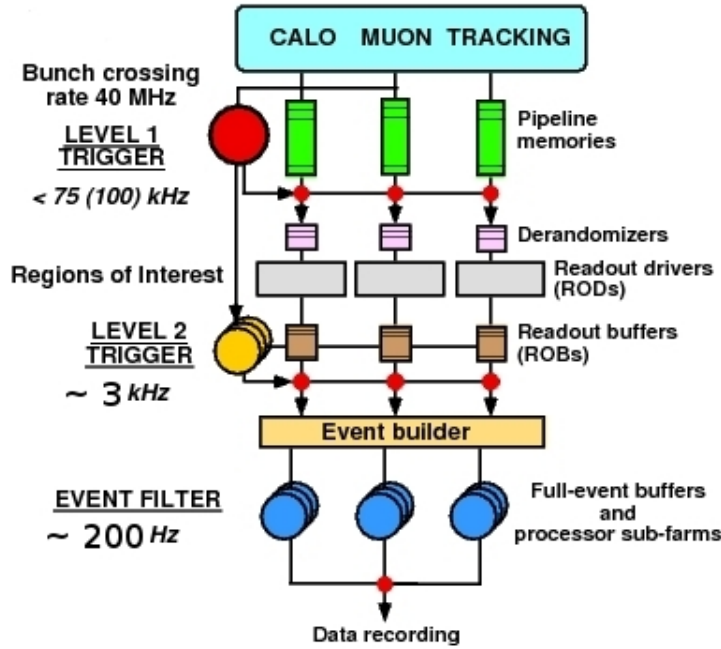 CALO MUON TRACKING
Bunch crossing
rate 40 MHz
LEVEL 1
TRIGGER
< 75 (100) kHz
Pipeline
memories
Derandomizers
Regions of Interest
Readout drivers
(RODs)
LEVEL 2
TRIGGER
~ 3 kHz
Readout buffers
(ROBs)
Event builder
EVENT FILTER
~ 200 Hz
Full-event buffers
and
processor sub-farms
Data recording